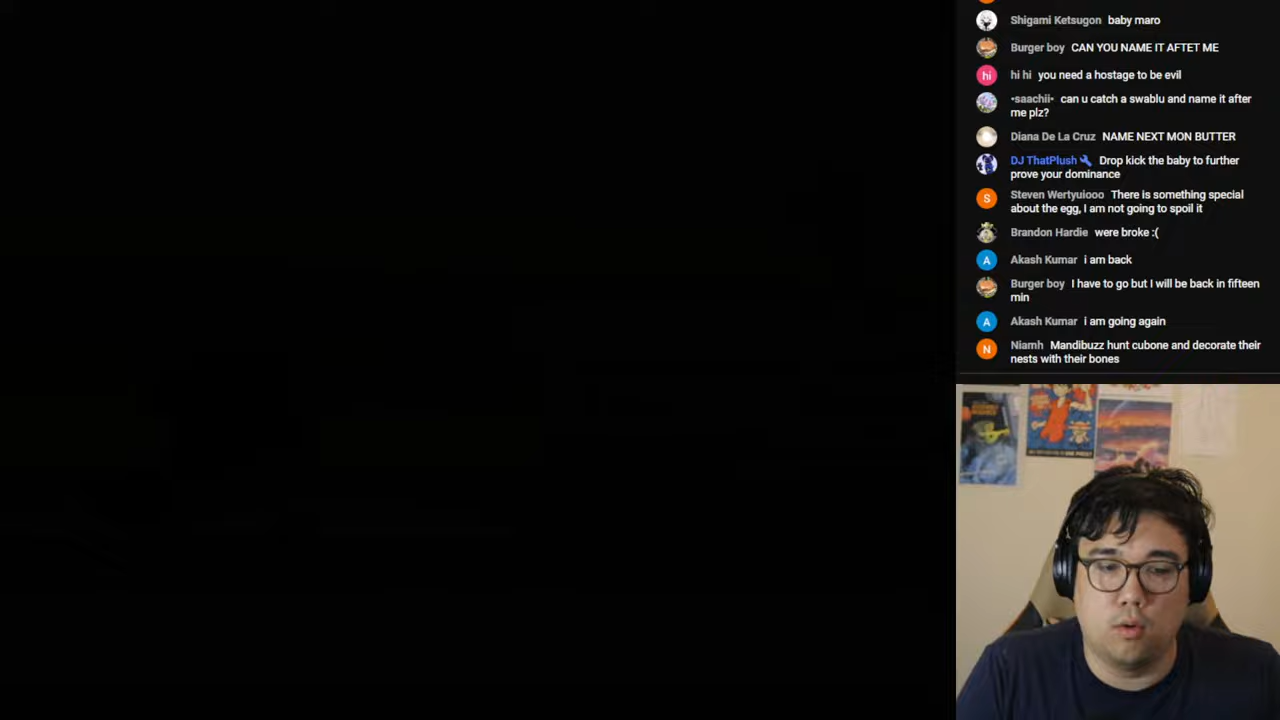 Shigami Ketsugon baby maro
Burger boy CAN YOU NAME IT AFTET ME
hi hi hi you need a hostage to be evil
•saachii• can u catch a swablu and name it after
me plz?
Diana De La Cruz NAME NEXT MON BUTTER
DJ ThatPlush Drop kick the baby to further
prove your dominance
S Steven Wertyuiooo There is something special
about the egg, I am not going to spoil it
Brandon Hardie were broke :(
A Akash Kumar i am back
Burger boy I have to go but I will be back in fifteen
min
A Akash Kumar i am going again
N Niamh Mandibuzz hunt cubone and decorate their
nests with their bones